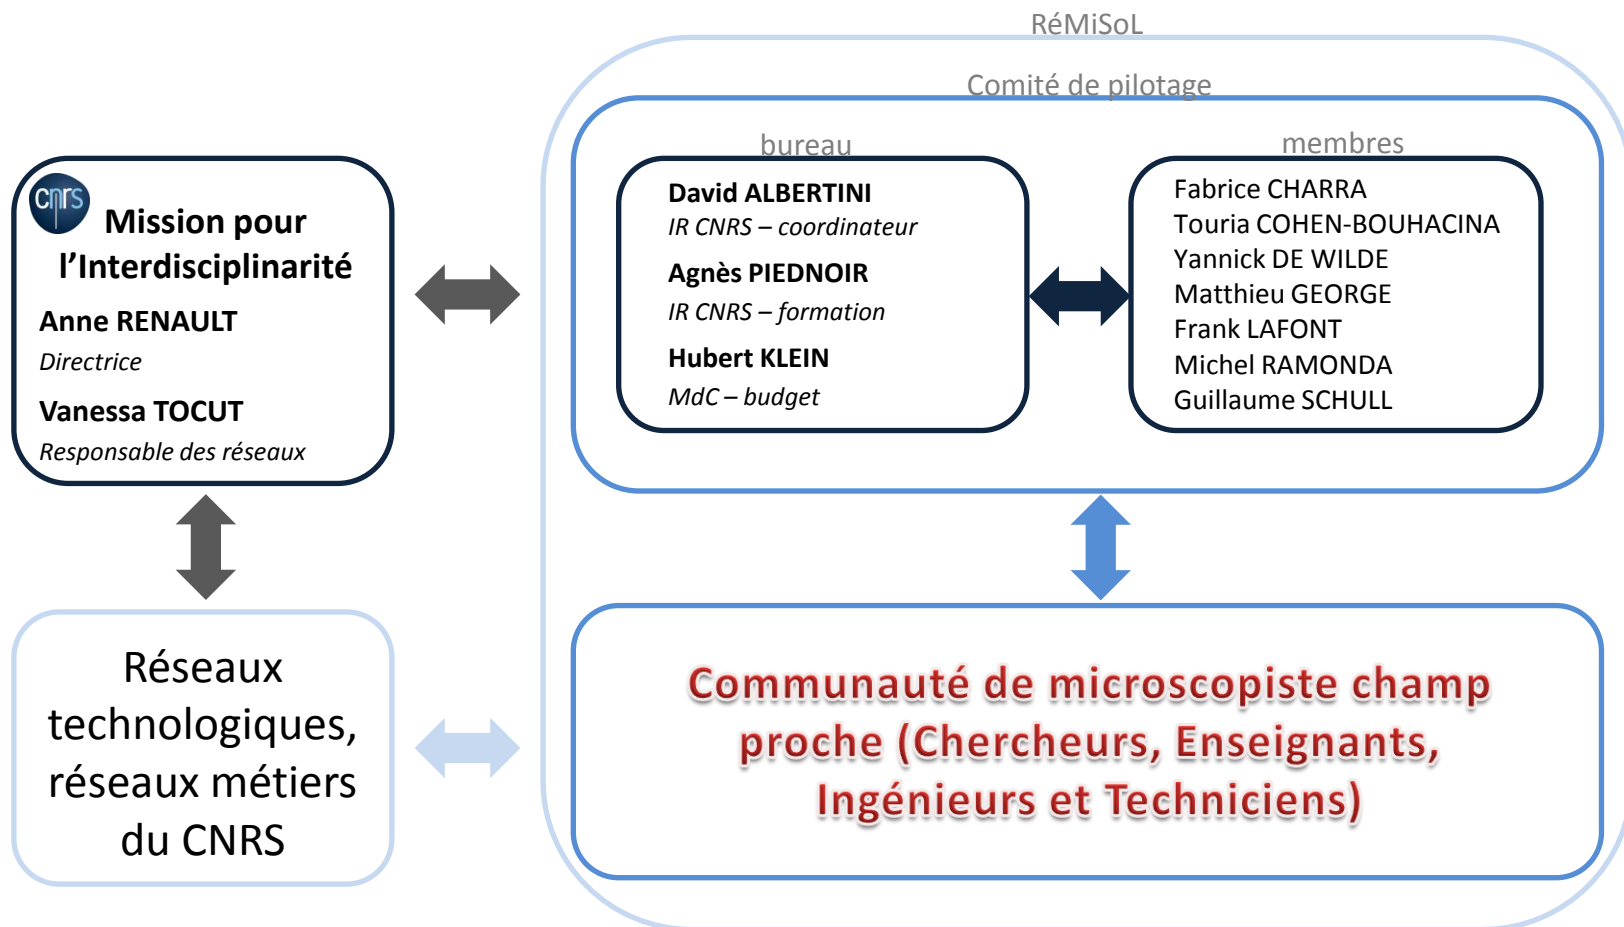 RéMiSoL
Comité de pilotage
cnrs
Mission pour
l’Interdisciplinarité
Anne RENAULT
Directrice
Vanessa TOCUT
Responsable des réseaux
bureau
David ALBERTINI
IR CNRS – coordinateur
Agnès PIEDNOIR
IR CNRS – formation
Hubert KLEIN
MdC – budget
membres
Fabrice CHARRA
Touria COHEN-BOUHACINA
Yannick DE WILDE
Matthieu GEORGE
Frank LAFONT
Michel RAMONDA
Guillaume SCHULL
Réseaux
technologiques,
réseaux métiers
du CNRS
Communauté de microscopiste champ
proche (Chercheurs, Enseignants,
Ingénieurs et Techniciens)